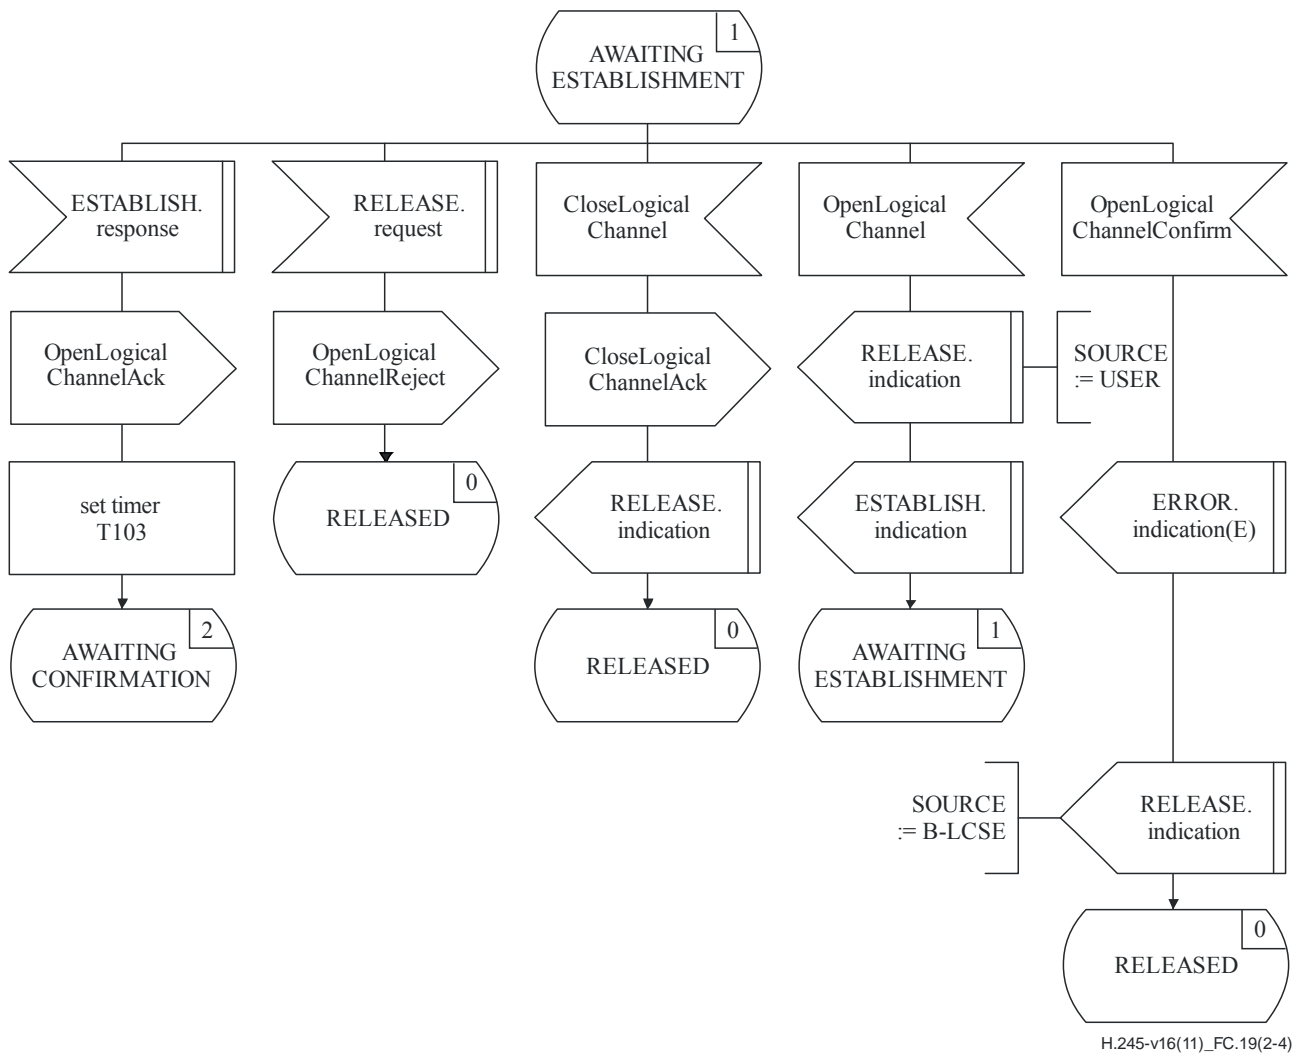 1
AWAITING
ESTABLISHMENT
ESTABLISH.
response
RELEASE.
request
CloseLogical
Channel
OpenLogical
Channel
OpenLogical
ChannelConfirm
OpenLogical
ChannelAck
OpenLogical
ChannelReject
CloseLogical
ChannelAck
RELEASE.
indication
SOURCE
:= USER
set timer
T103
0
RELEASED
RELEASE.
indication
ESTABLISH.
indication
ERROR.
indication(E)
2
AWAITING
CONFIRMATION
0
RELEASED
1
AWAITING
ESTABLISHMENT
SOURCE
:= B-LCSE
RELEASE.
indication
0
RELEASED
H.245-v16(11)_FC.19(2-4)